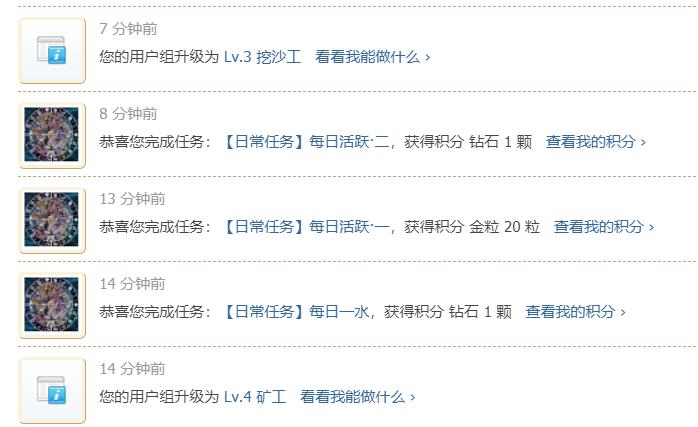 7 分钟前
您的用户组升级为 Lv.3 挖沙工 看看我能做什么 ›
8 分钟前
恭喜您完成任务：【日常任务】每日活跃·二，获得积分 钻石 1 颗 查看我的积分 ›
13 分钟前
恭喜您完成任务：【日常任务】每日活跃·一，获得积分 金粒 20 粒 查看我的积分 ›
14 分钟前
恭喜您完成任务：【日常任务】每日一水，获得积分 钻石 1 颗 查看我的积分 ›
14 分钟前
您的用户组升级为 Lv.4 矿工 看看我能做什么 ›